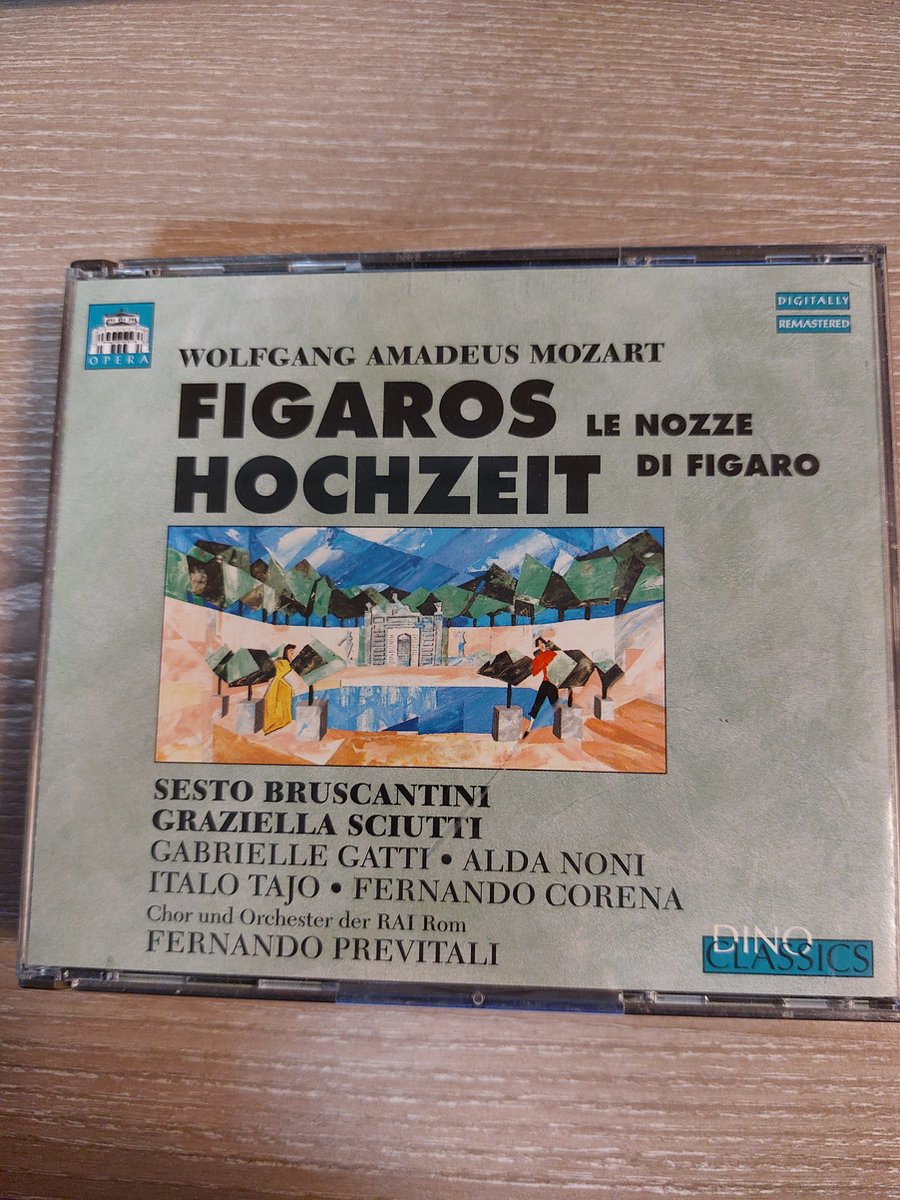 OPERA
DIGITALLY
REMASTERED
WOLFGANG AMADEUS MOZART
FIGAROS
HOCHZEIT
LE NOZZE
DI FIGARO
SESTO BRUSCANTINI
GRAZIELLA SCIUTTI
GABRIELLE GATTI • ALDA NONI
ITALO TAJO • FERNANDO CORENA
Chor und Orchester der RAI Rom
FERNANDO PREVITALI
DINO
CLASSICS